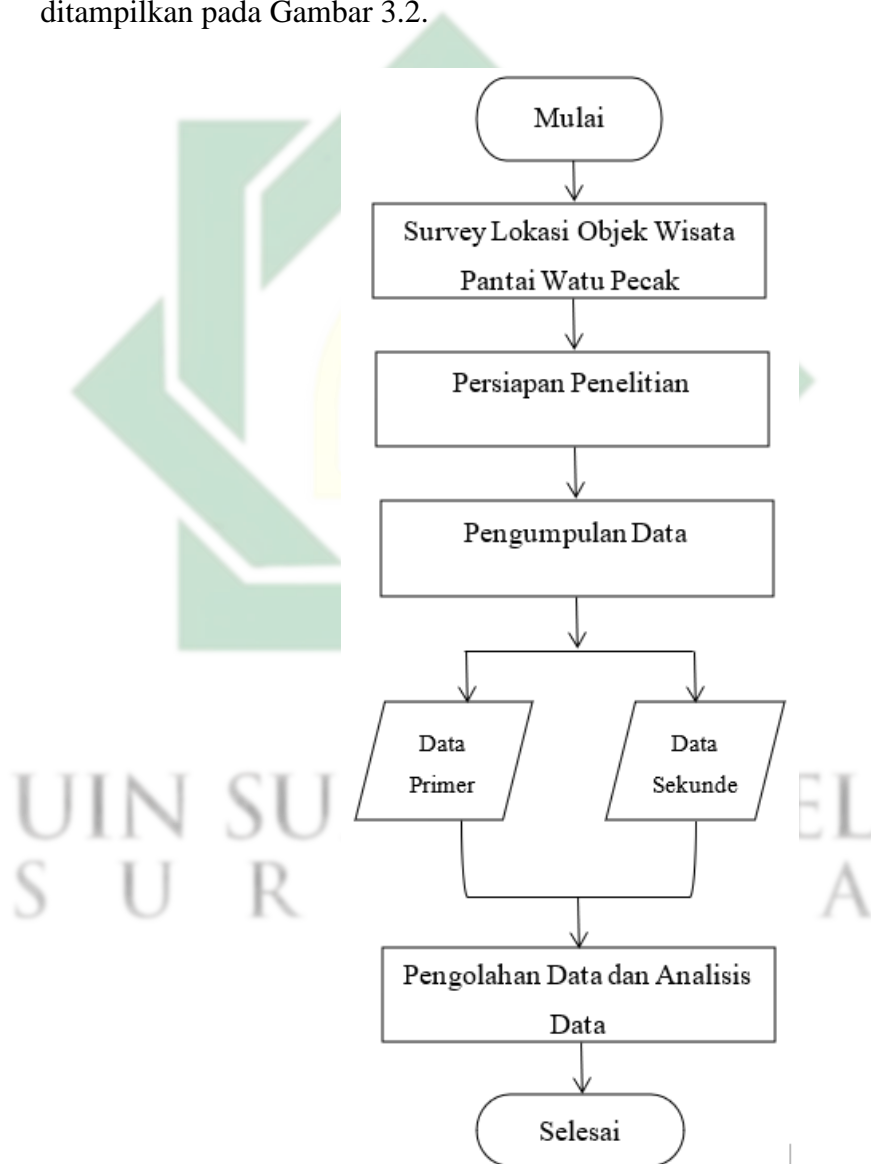 ditampilkan pada Gambar 3.2.
Mulai
Survey Lokasi Objek Wisata
Pantai Watu Pecak
Persiapan Penelitian
Pengumpulan Data
Data
Primer
Data
Sekunde
Pengolahan Data dan Analisis
Data
Selesai
UIN SU EL
S U R A